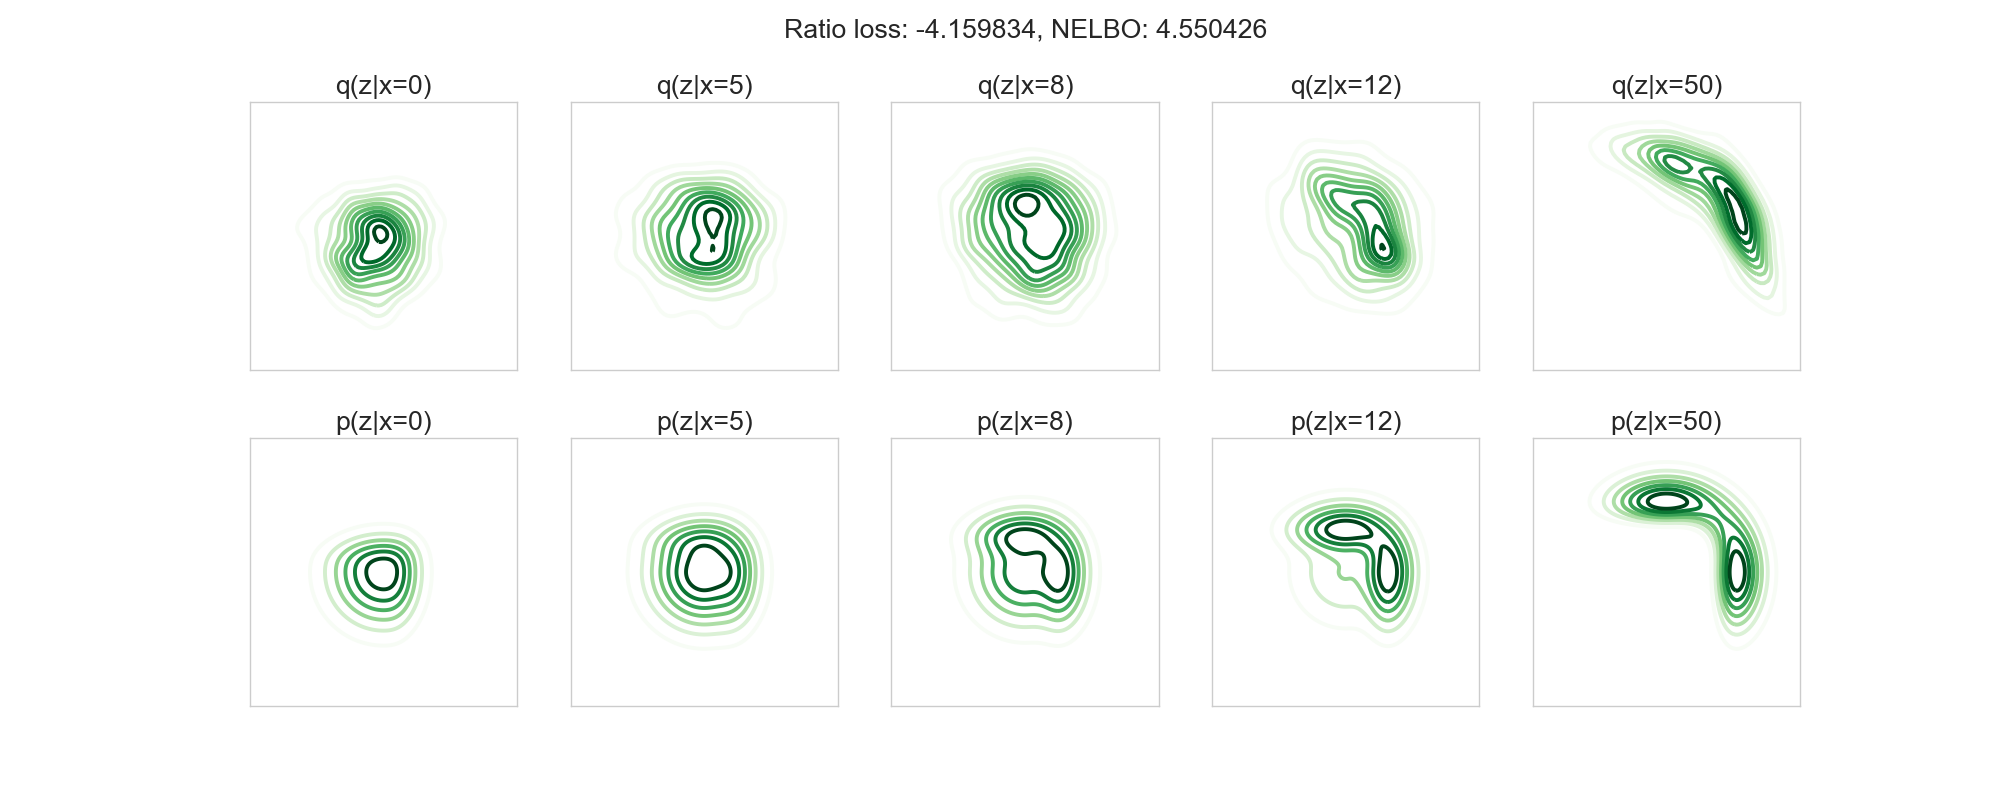 Ratio loss: -4.159834, NELBO: 4.550426
q(z|x=0) q(z|x=5) q(z|x=8) q(z|x=12) q(z|x=50)
p(z|x=0) p(z|x=5) p(z|x=8) p(z|x=12) p(z|x=50)